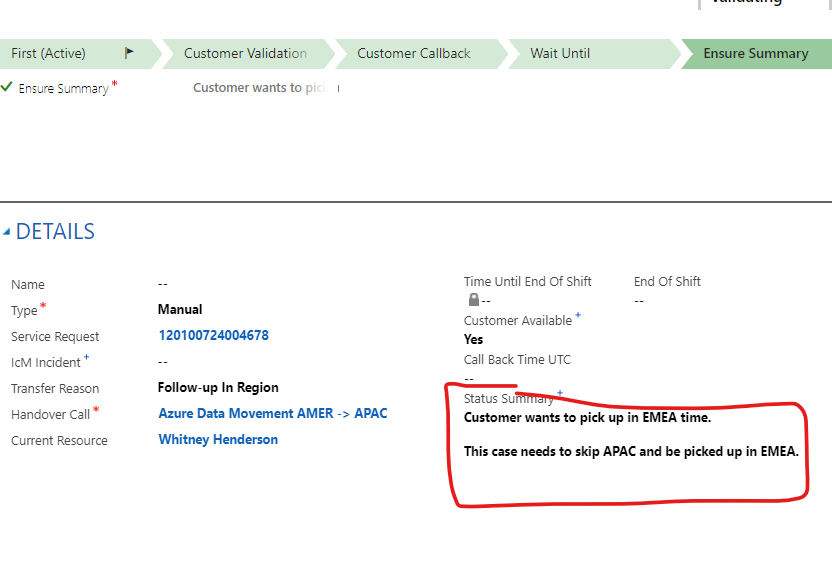 First (Active)
Customer Validation
Customer Callback
Wait Until
Ensure Summary
Ensure Summary *
Customer wants to
DETAILS
Name
--
Type *
Manual
Service Request
120100724004678
IcM Incident +
--
Transfer Reason
Follow-up In Region
Handover Call *
Azure Data Movement AMER -> APAC
Current Resource
Whitney Henderson
Time Until End Of Shift
--
End Of Shift
--
Customer Available +
Yes
Call Back Time UTC
--
Status Summary +
Customer wants to pick up in EMEA time.
This case needs to skip APAC and be picked up in EMEA.